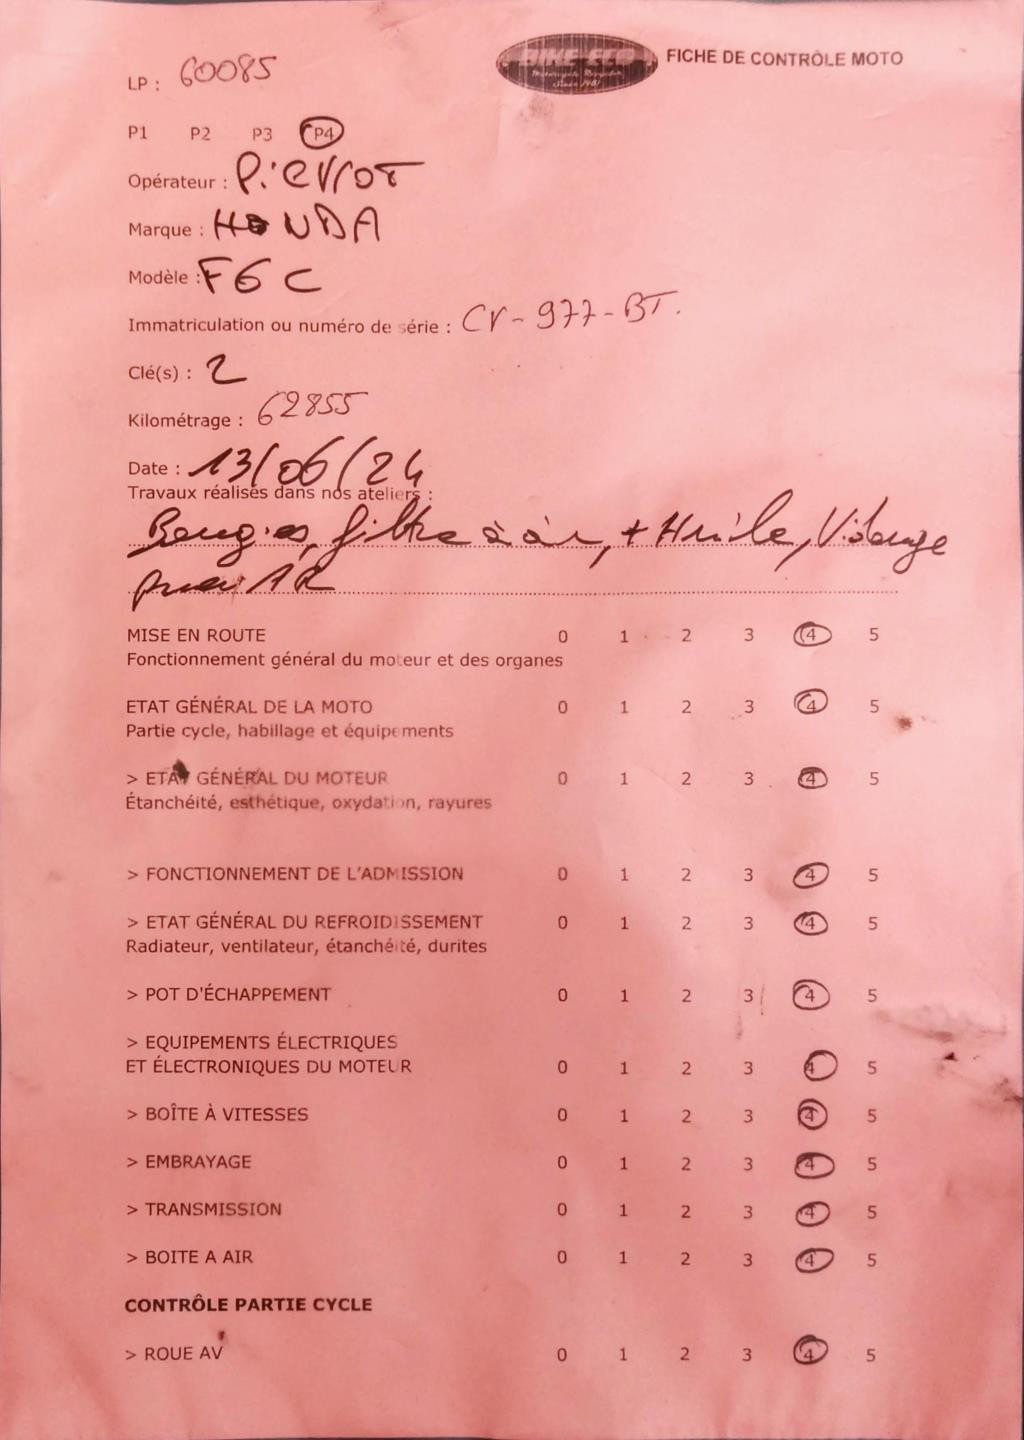 LP : 60085
BIKE ECO
FICHE DE CONTRÔLE MOTO
P1 P2 P3 P4
Opérateur : Pierrot
Marque : HONDA
Modèle : F6C
Immatriculation ou numéro de série : CV-977-BT.
Clé(s) : 2
Kilométrage : 62855
Date : 13/06/24
Travaux réalisés dans nos ateliers :
Bougies, filtre à air, + Huile, Vidange
pneu AR
MISE EN ROUTE 0 1 2 3 4 5
Fonctionnement général du moteur et des organes
ETAT GÉNÉRAL DE LA MOTO 0 1 2 3 4 5
Partie cycle, habillage et équipements
> ETAT GÉNÉRAL DU MOTEUR 0 1 2 3 4 5
Étanchéité, esthétique, oxydation, rayures
> FONCTIONNEMENT DE L'ADMISSION 0 1 2 3 4 5
> ETAT GÉNÉRAL DU REFROIDISSEMENT 0 1 2 3 4 5
Radiateur, ventilateur, étanchéité, durites
> POT D'ÉCHAPPEMENT 0 1 2 3 4 5
> EQUIPEMENTS ÉLECTRIQUES
ET ÉLECTRONIQUES DU MOTEUR 0 1 2 3 4 5
> BOÎTE À VITESSES 0 1 2 3 4 5
> EMBRAYAGE 0 1 2 3 4 5
> TRANSMISSION 0 1 2 3 4 5
> BOITE A AIR 0 1 2 3 4 5
CONTRÔLE PARTIE CYCLE
> ROUE AV 0 1 2 3 4 5